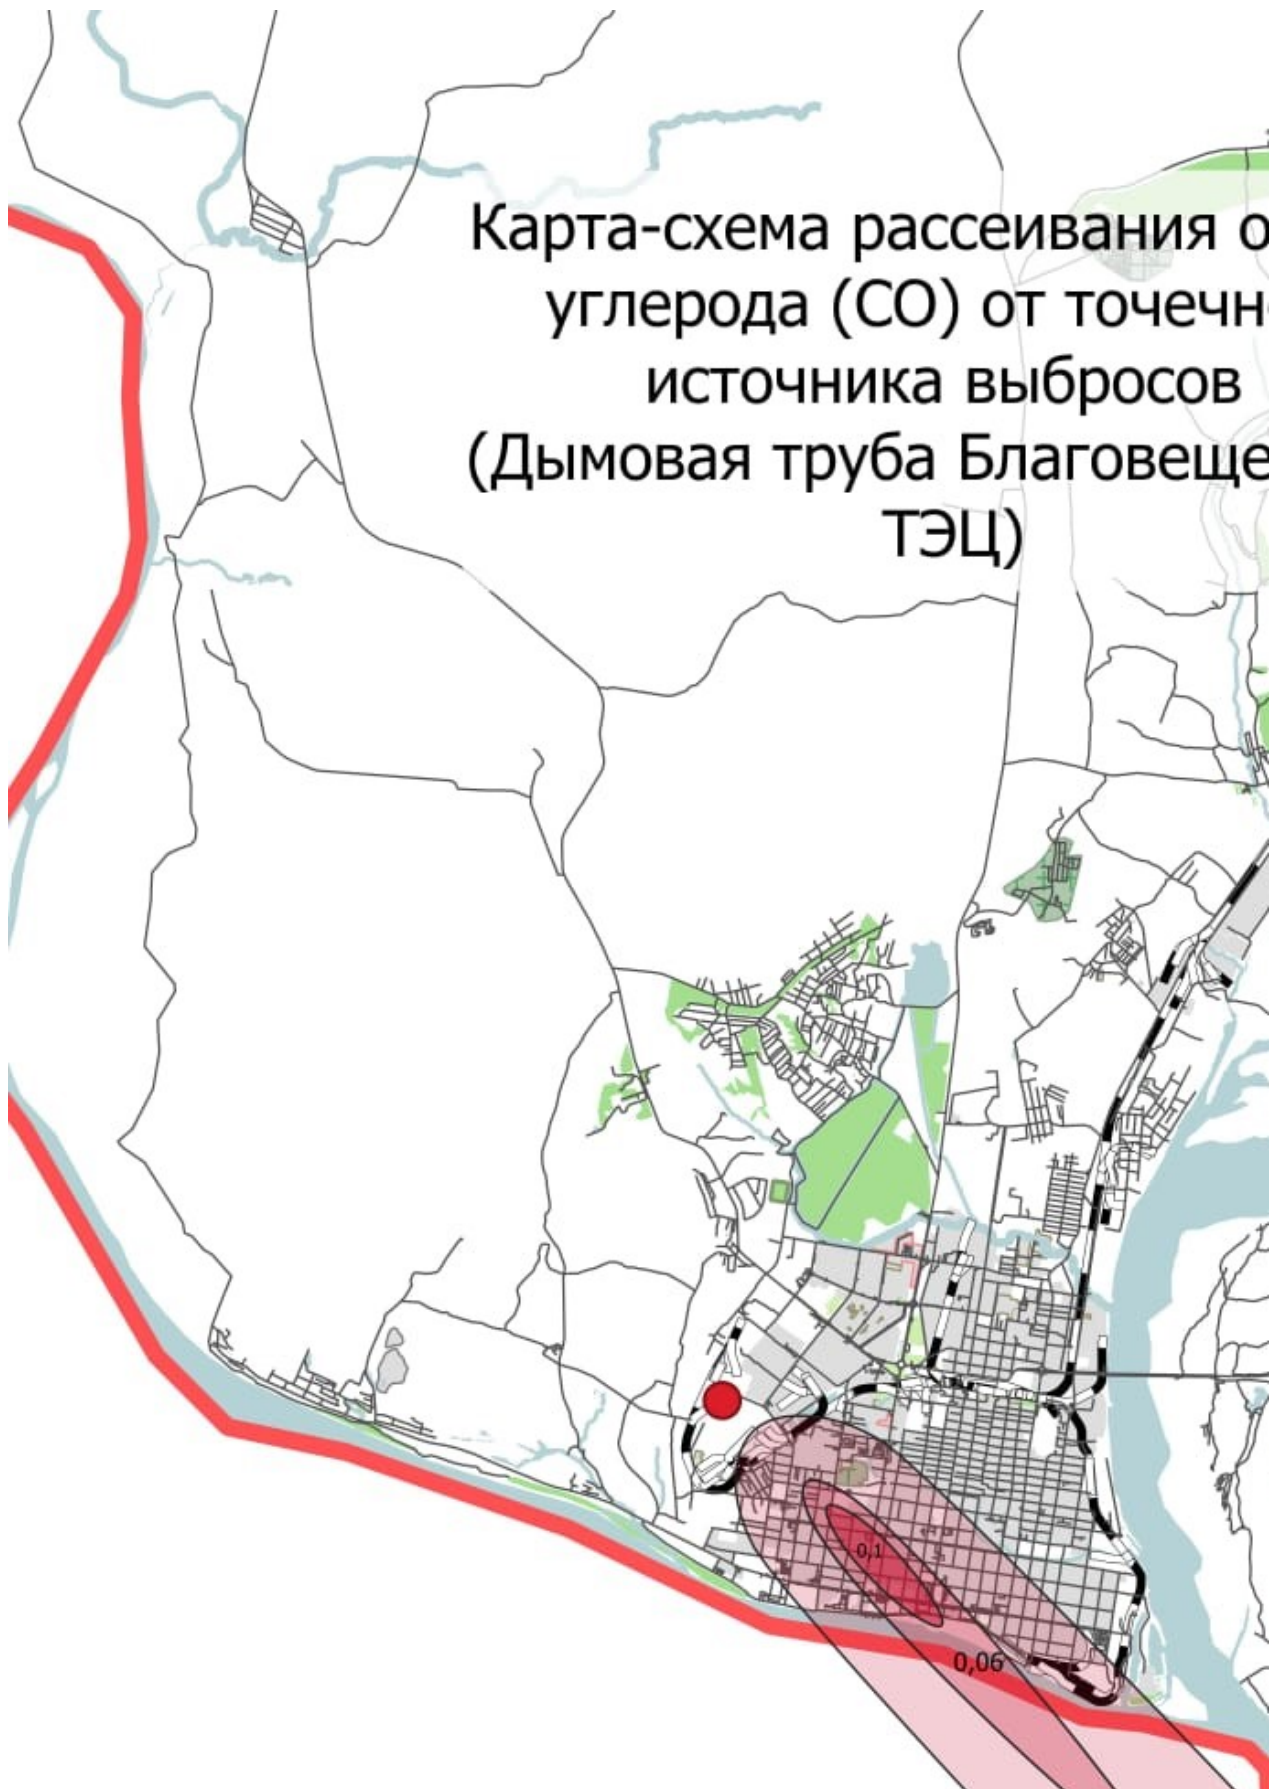 Карта-схема рассеивания о
углерода (СО) от точечн
источника выбросов
(Дымовая труба Благовеще
ТЭЦ)
0,1
0,06